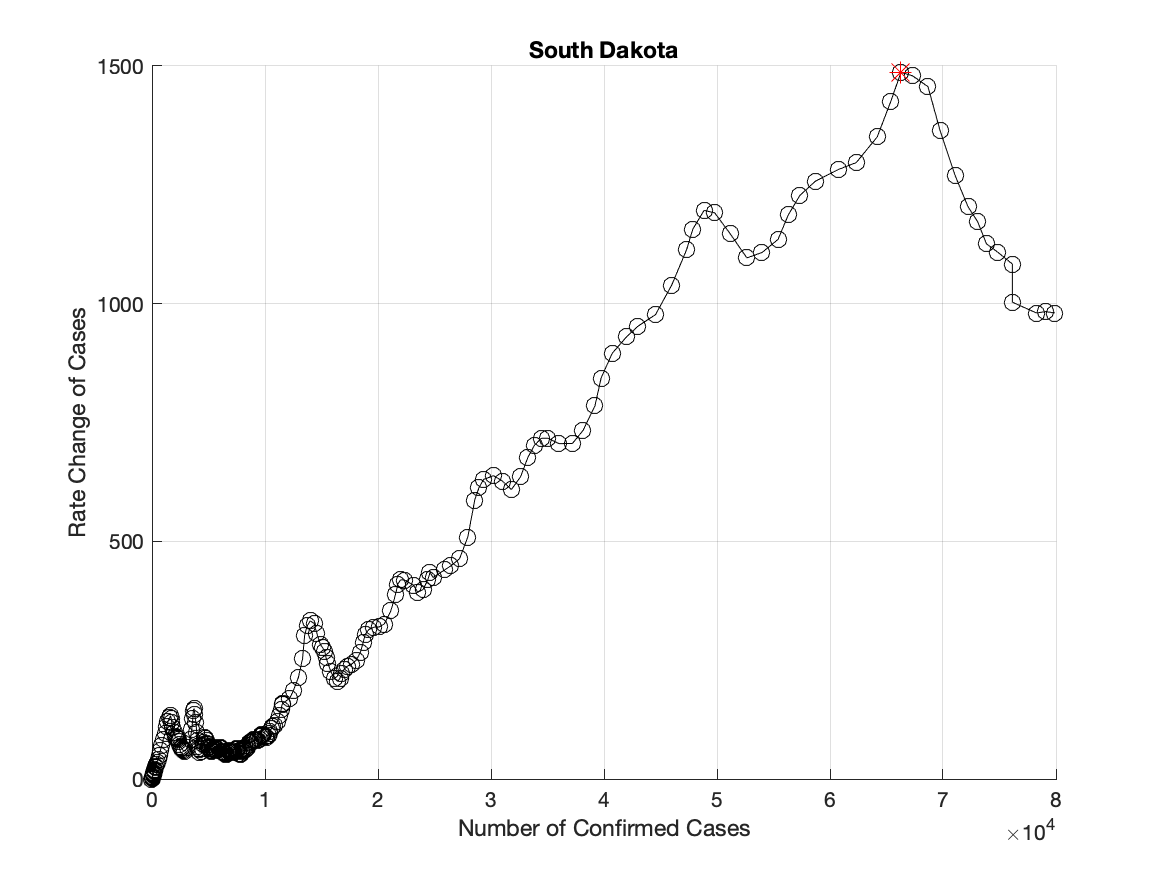 South Dakota
1500
1000
500
0
0 1 2 3 4 5 6 7 8
×10^4
Number of Confirmed Cases
Rate Change of Cases